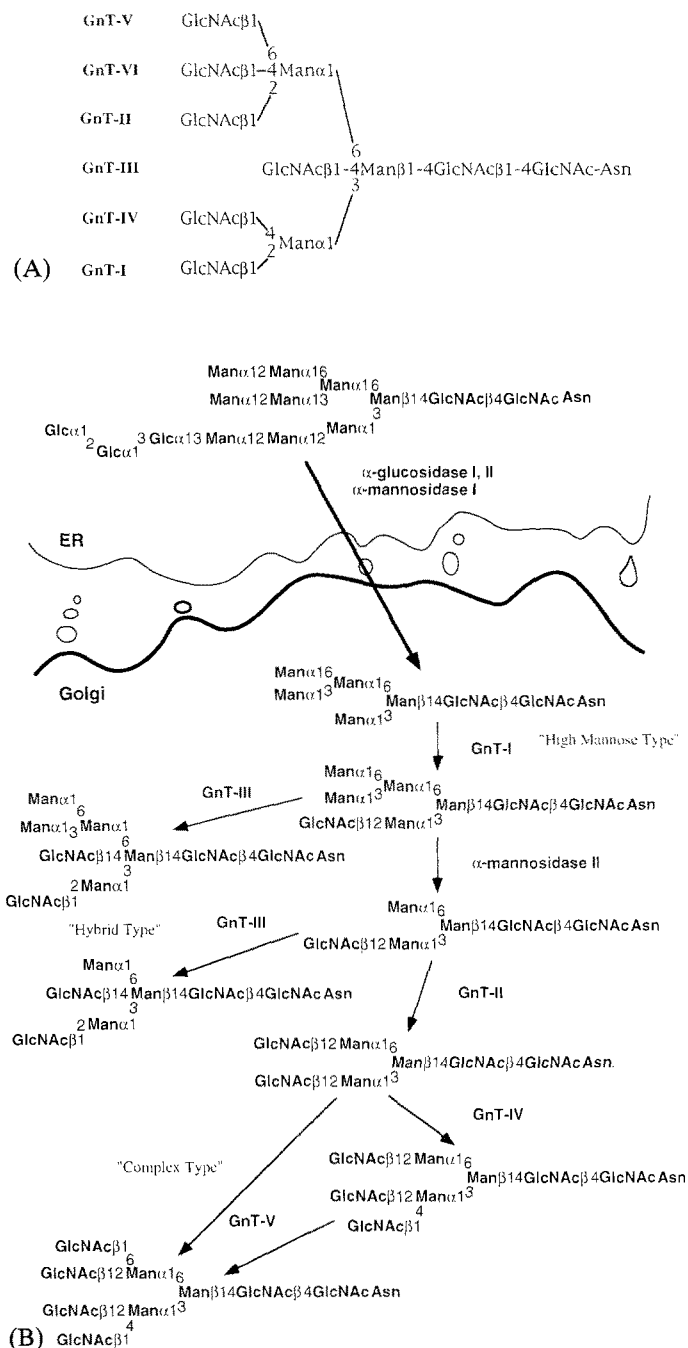 GnT-V GlcNAcβ1
6
GnT-VI GlcNAcβ1-4Manα1
2
GnT-II GlcNAcβ1
6
GnT-III GlcNAcβ1-4Manβ1-4GlcNAcβ1-4GlcNAc-Asn
3
GnT-IV GlcNAcβ1
4
2 Manα1
GnT-I GlcNAcβ1
(A)
Manα12 Manα16
Manα16
Manα12 Manα13 Manβ14GlcNAcβ4GlcNAc Asn
3
Glcα1 Manα1
2 3 Glcα13 Manα12 Manα12
Glcα1
α-glucosidase I, II
α-mannosidase I
ER
Golgi
Manα16
Manα16
Manα13 Manβ14GlcNAcβ4GlcNAc Asn
Manα13
GnT-I "High Mannose Type"
Manα16
GnT-III Manα16
Manα1 Manα13 Manβ14GlcNAcβ4GlcNAc Asn
6
Manα13 Manα1 GlcNAcβ12 Manα13
6
GlcNAcβ14Manβ14GlcNAcβ4GlcNAc Asn α-mannosidase II
3
2 Manα1
GlcNAcβ1 Manα16
Manβ14GlcNAcβ4GlcNAc Asn
"Hybrid Type" GnT-III GlcNAcβ12 Manα13
Manα1
6 GnT-II
GlcNAcβ14Manβ14GlcNAcβ4GlcNAc Asn
3
2 Manα1
GlcNAcβ1 GlcNAcβ12 Manα16
Manβ14GlcNAcβ4GlcNAc Asn
GlcNAcβ12 Manα13
GnT-IV
"Complex Type" GlcNAcβ12 Manα16
Manβ14GlcNAcβ4GlcNAc Asn
GlcNAcβ12 Manα13
4
GnT-V GlcNAcβ1
GlcNAcβ1
6
GlcNAcβ12Manα16
Manβ14GlcNAcβ4GlcNAc Asn
GlcNAcβ12 Manα13
4
(B) GlcNAcβ1